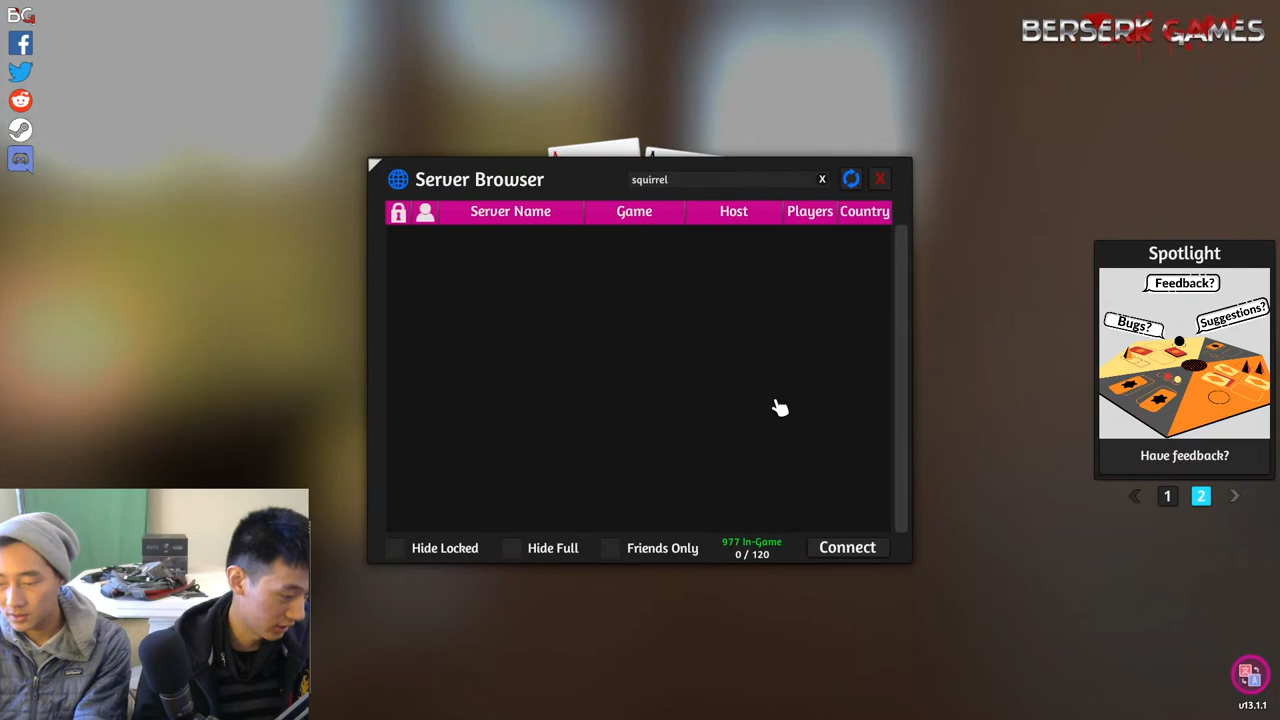 BG
BERSERK GAMES
Server Browser
squirrel
X
X
Server Name
Game
Host
Players
Country
Hide Locked
Hide Full
Friends Only
977 In-Game
0 / 120
Connect
Spotlight
Feedback?
Bugs?
Suggestions?
Have feedback?
1
2
文
A
v13.1.1